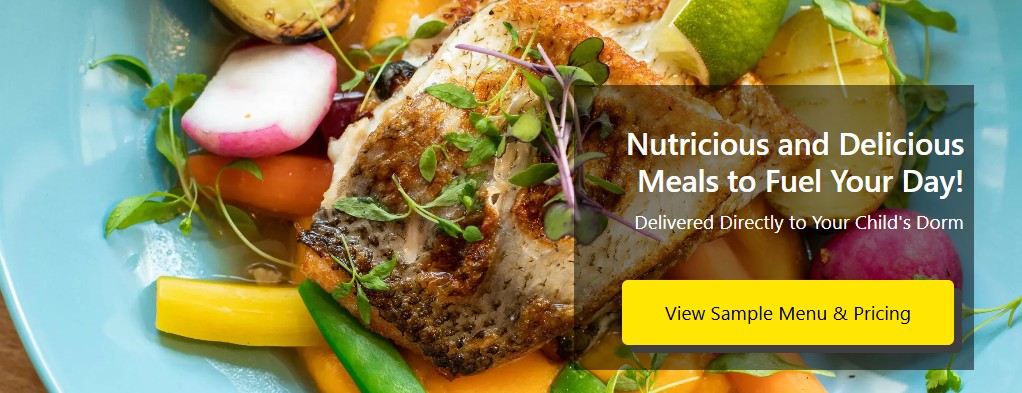 Nutricious and Delicious
Meals to Fuel Your Day!
Delivered Directly to Your Child's Dorm
View Sample Menu & Pricing